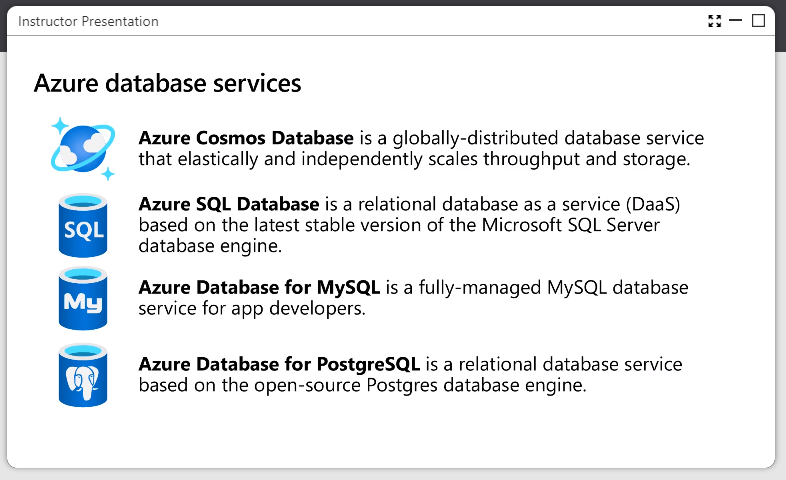 Instructor Presentation
Azure database services
Azure Cosmos Database is a globally-distributed database service
that elastically and independently scales throughput and storage.
SQL
Azure SQL Database is a relational database as a service (DaaS)
based on the latest stable version of the Microsoft SQL Server
database engine.
My
Azure Database for MySQL is a fully-managed MySQL database
service for app developers.
Azure Database for PostgreSQL is a relational database service
based on the open-source Postgres database engine.